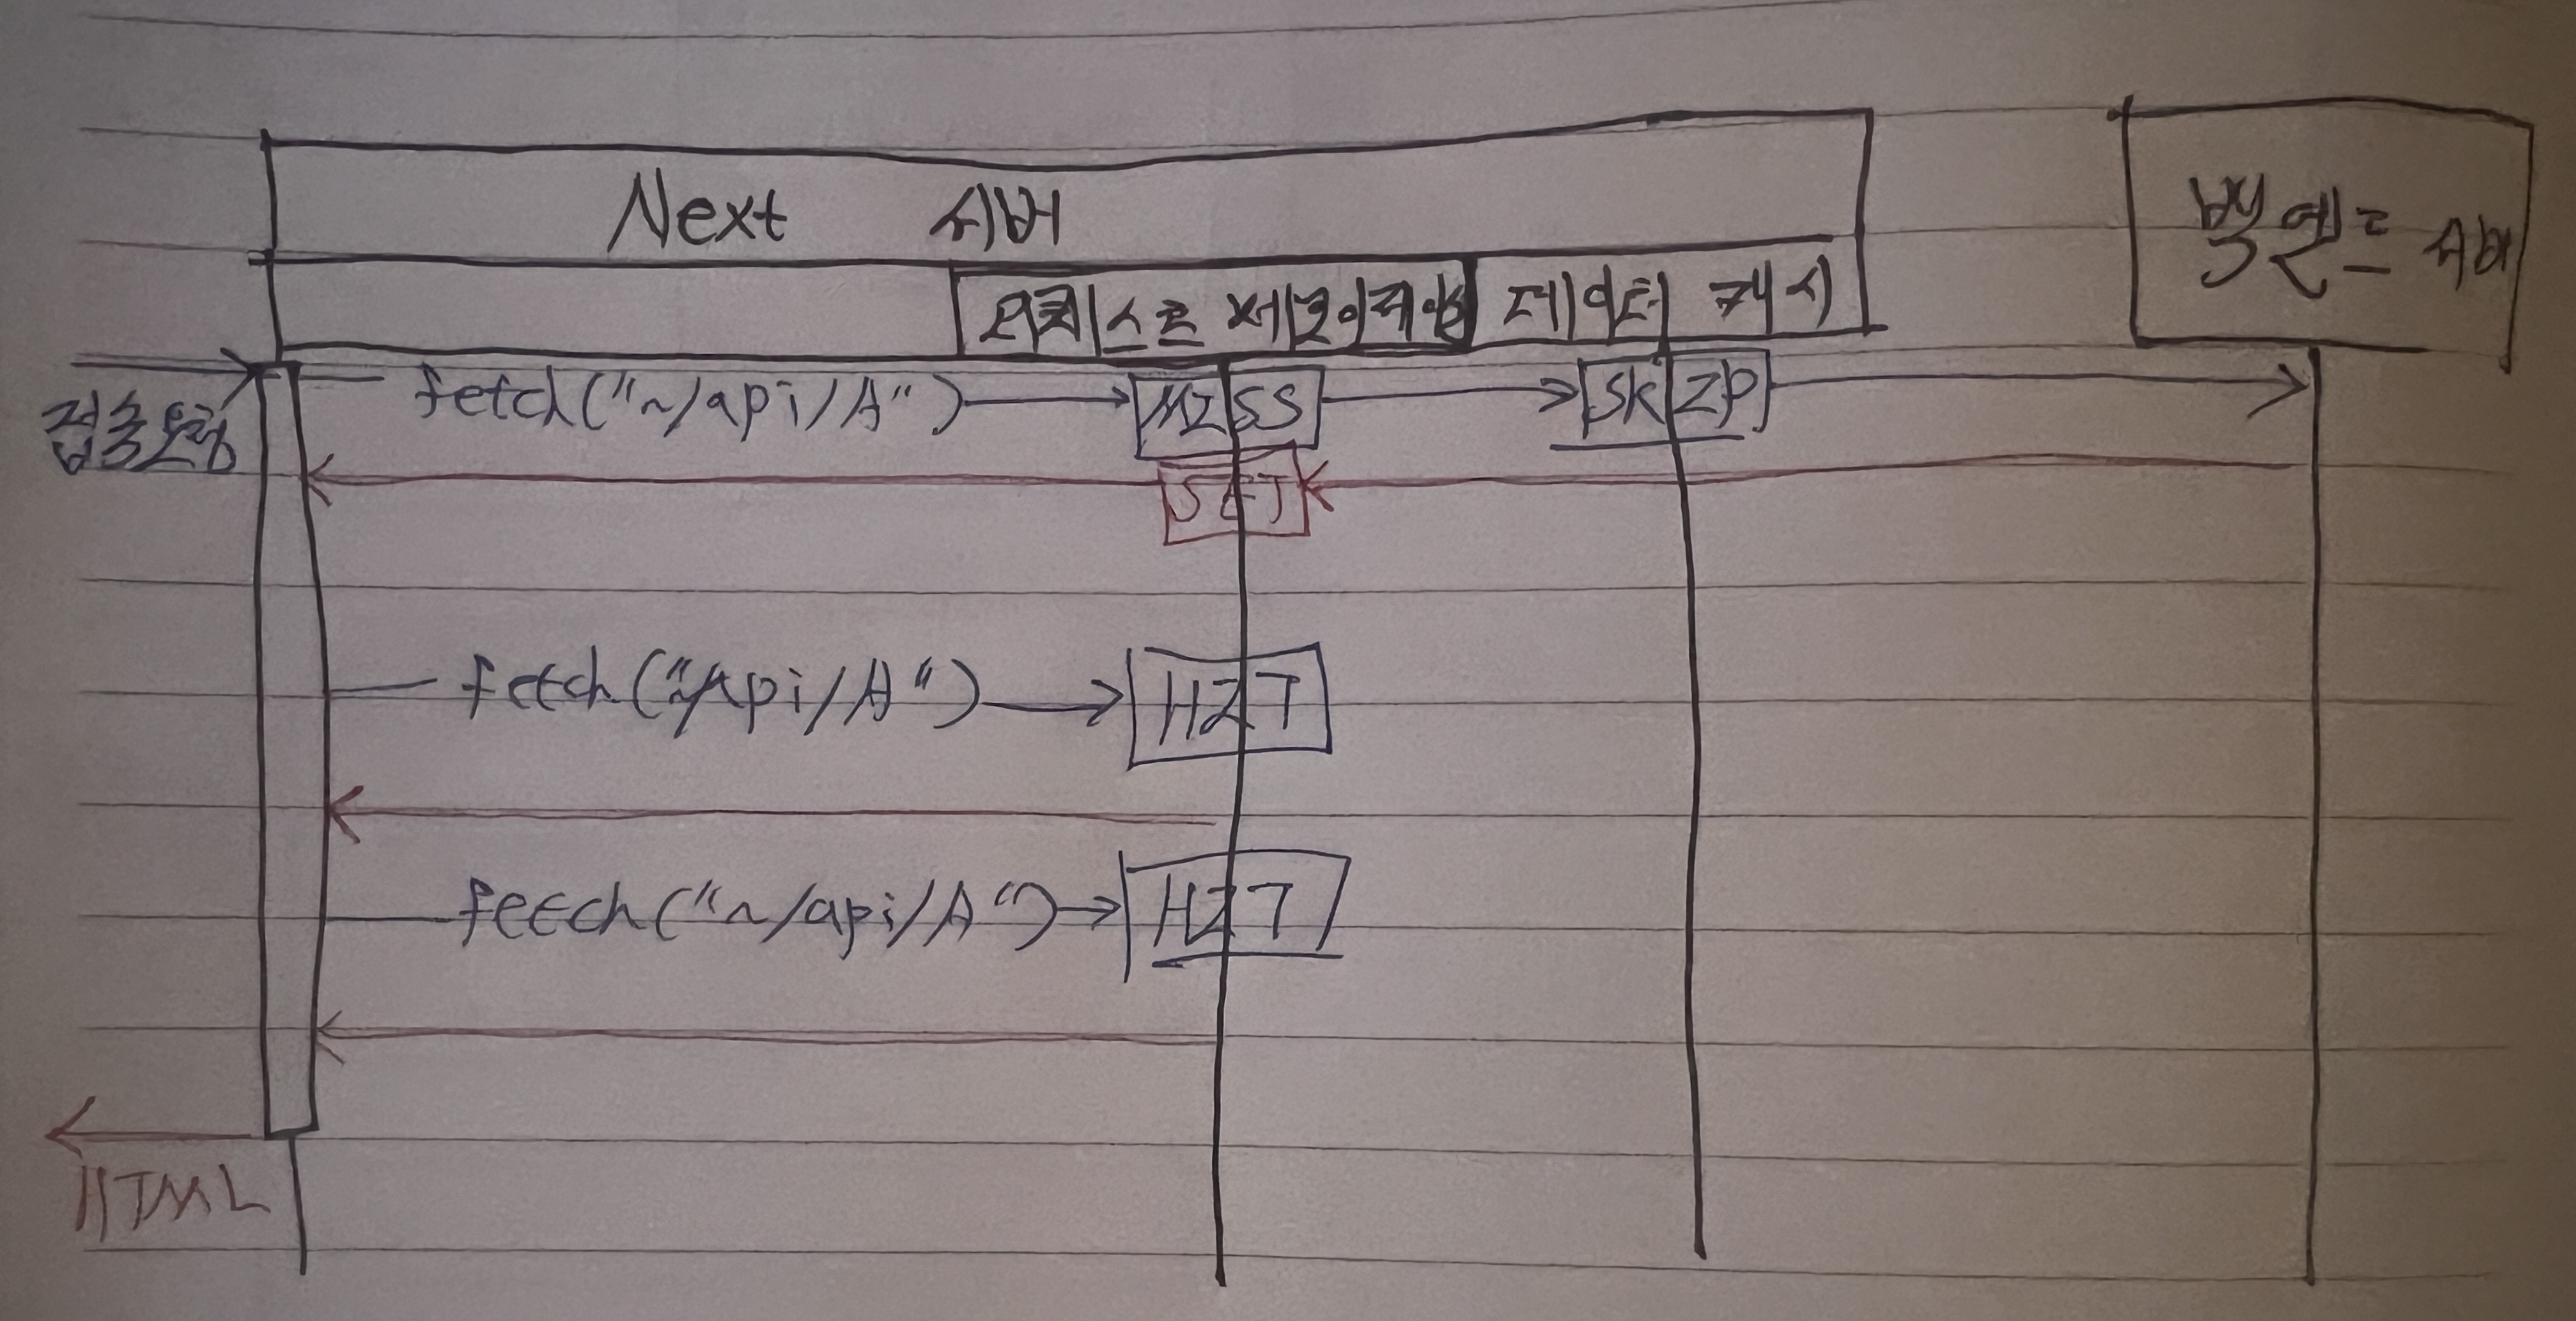 Next 서버
백엔드 서버
리퀘스트 메모이제이션 데이터 캐시
접속요청
fetch("~/api/A") MISS SKIP
SET
fetch("~/api/A") HIT
fetch("~/api/A") HIT
HTML